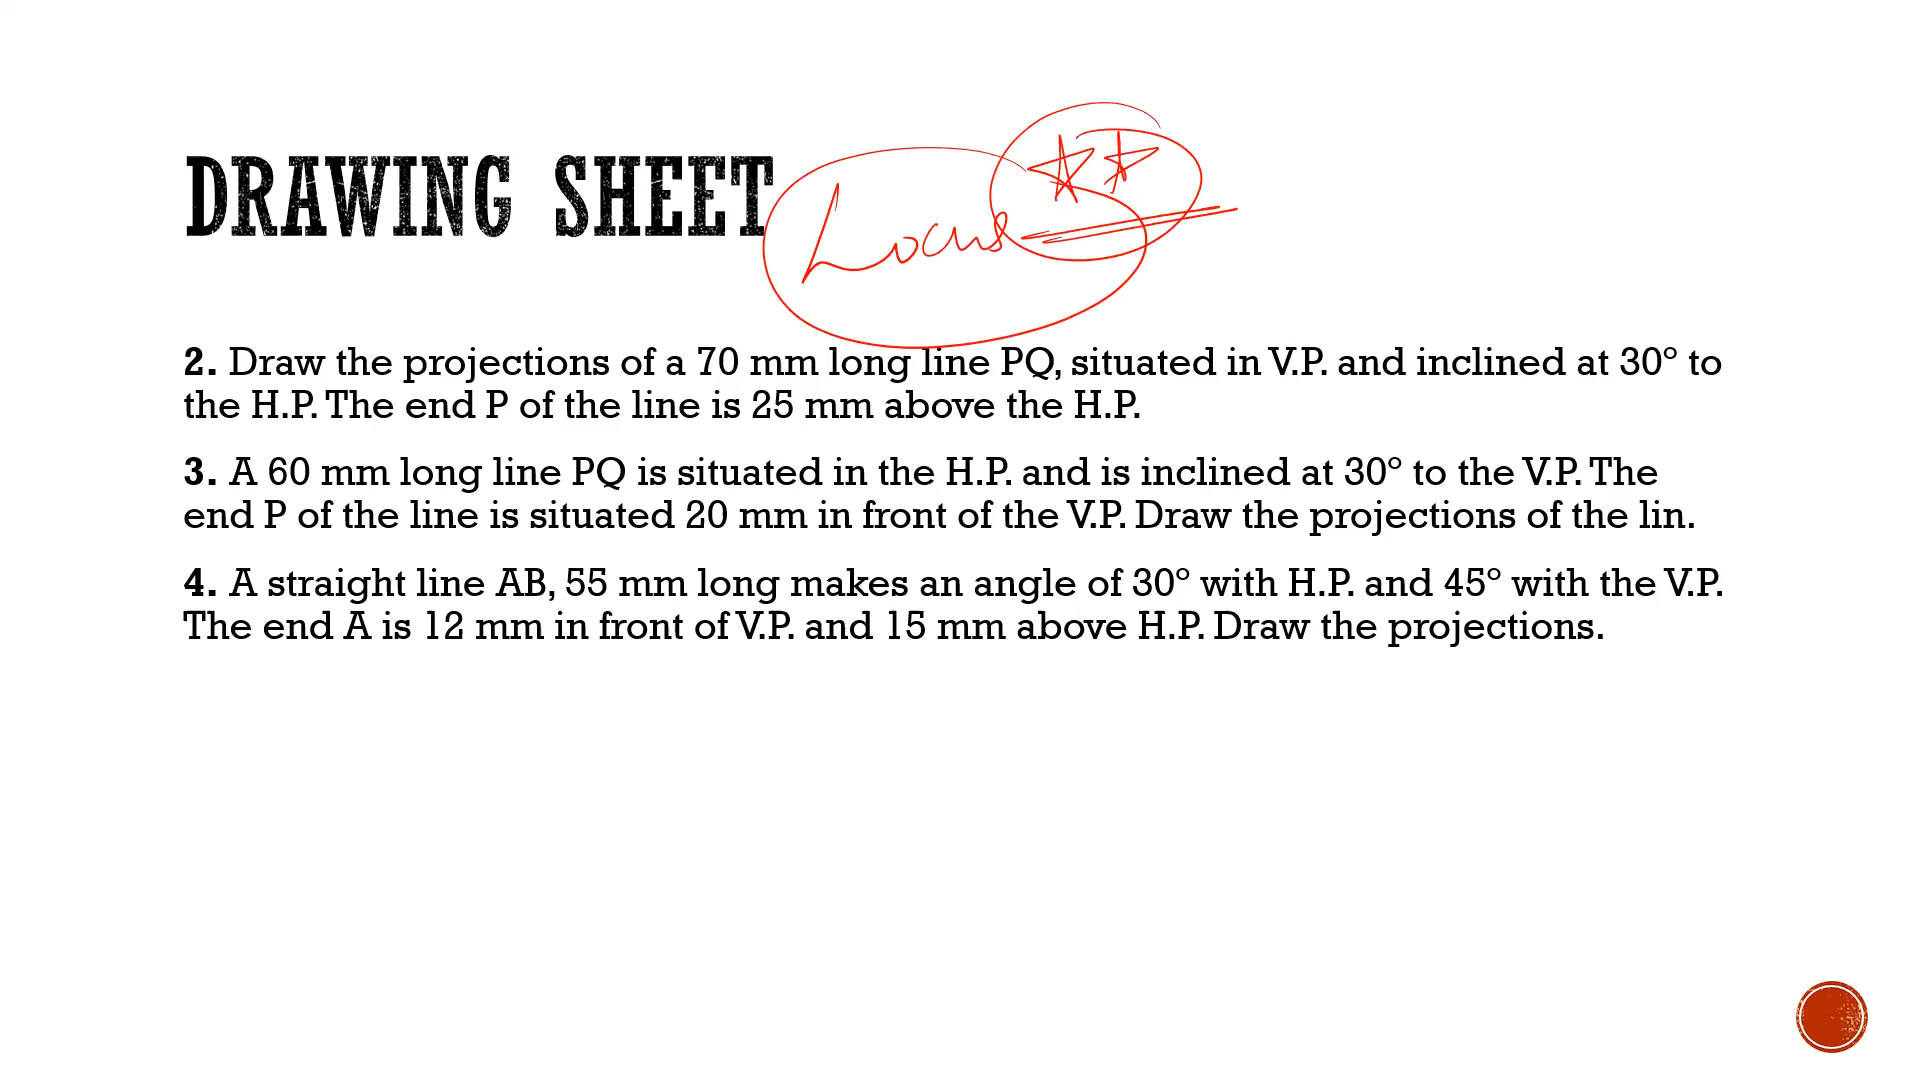 DRAWING SHEET
Locus
2. Draw the projections of a 70 mm long line PQ, situated in V.P. and inclined at 30º to
the H.P. The end P of the line is 25 mm above the H.P.
3. A 60 mm long line PQ is situated in the H.P. and is inclined at 30º to the V.P. The
end P of the line is situated 20 mm in front of the V.P. Draw the projections of the lin.
4. A straight line AB, 55 mm long makes an angle of 30º with H.P. and 45º with the V.P.
The end A is 12 mm in front of V.P. and 15 mm above H.P. Draw the projections.